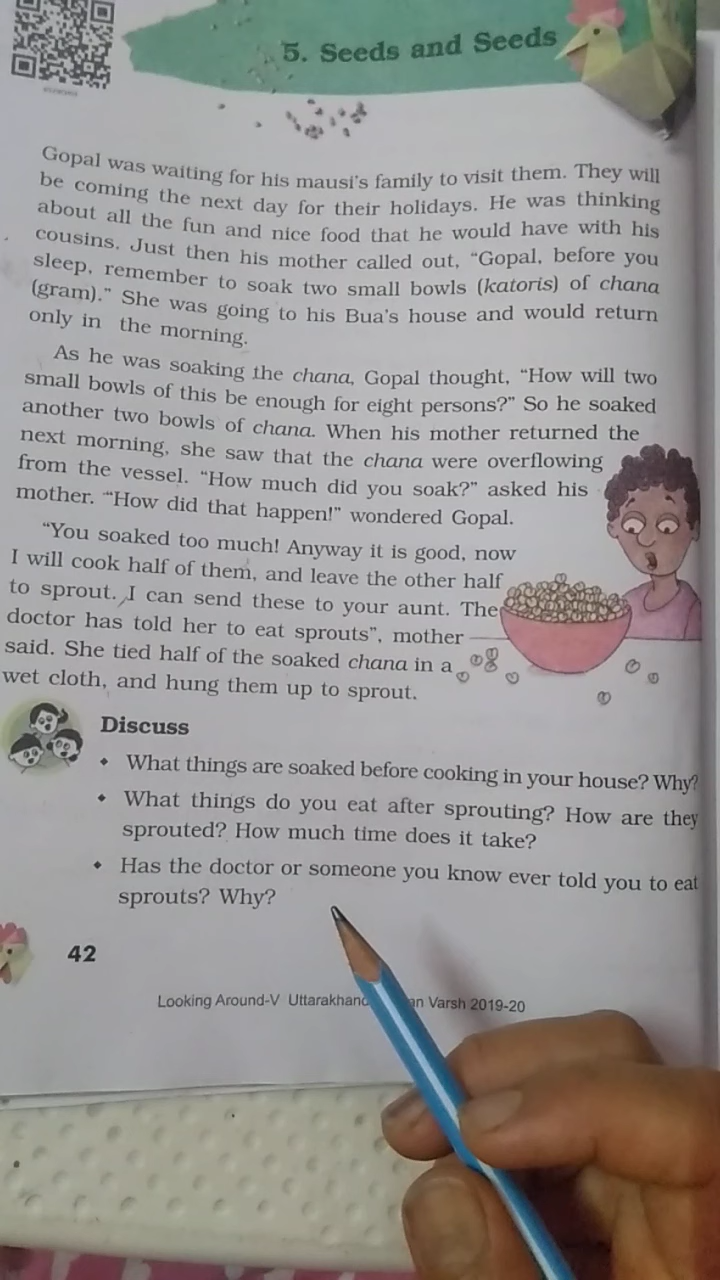 5. Seeds and Seeds
Gopal was waiting for his mausi's family to visit them. They will
be coming the next day for their holidays. He was thinking
about all the fun and nice food that he would have with his
cousins. Just then his mother called out, “Gopal, before you
sleep, remember to soak two small bowls (katoris) of chana
(gram).” She was going to his Bua's house and would return
only in the morning.
As he was soaking the chana, Gopal thought, “How will two
small bowls of this be enough for eight persons?” So he soaked
another two bowls of chana. When his mother returned the
next morning, she saw that the chana were overflowing
from the vessel. “How much did you soak?” asked his
mother. “How did that happen!” wondered Gopal.
“You soaked too much! Anyway it is good, now
I will cook half of them, and leave the other half
to sprout. I can send these to your aunt. The
doctor has told her to eat sprouts”, mother
said. She tied half of the soaked chana in a
wet cloth, and hung them up to sprout.
Discuss
• What things are soaked before cooking in your house? Why?
• What things do you eat after sprouting? How are they
sprouted? How much time does it take?
• Has the doctor or someone you know ever told you to eat
sprouts? Why?
42
Looking Around-V Uttarakhand Varsh 2019-20